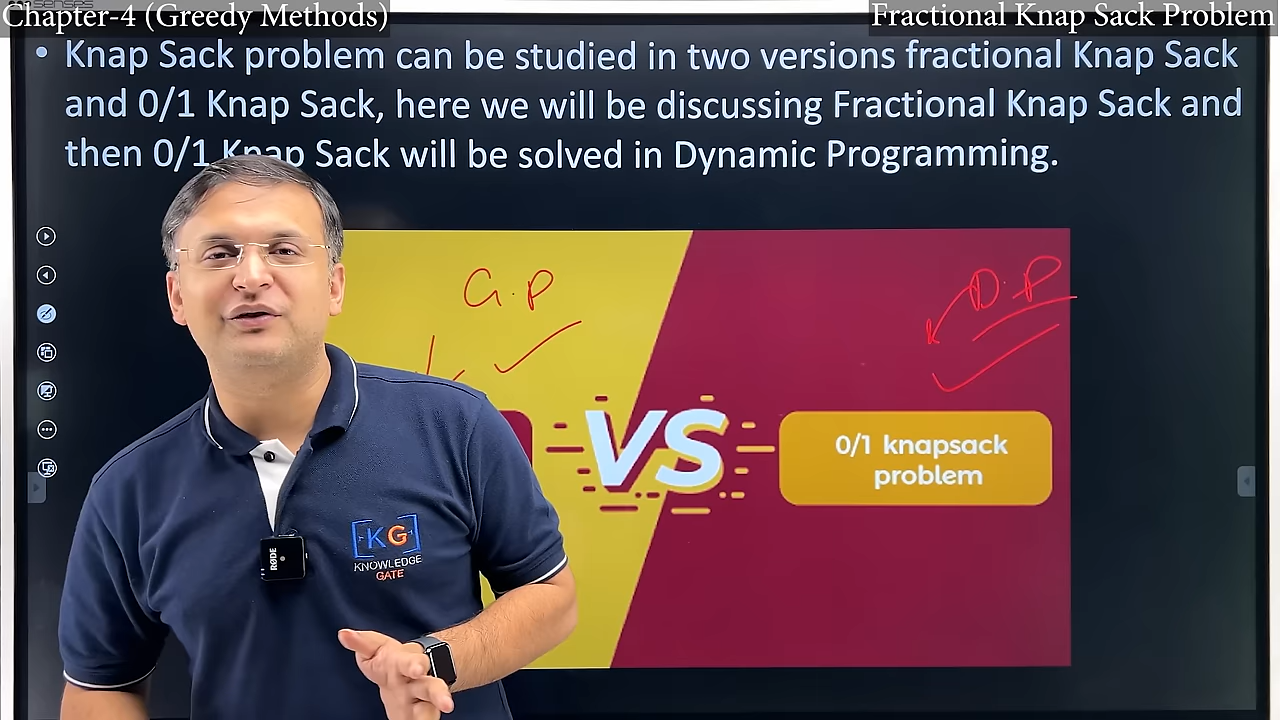 Chapter-4 (Greedy Methods)
Fractional Knap Sack Problem
• Knap Sack problem can be studied in two versions fractional Knap Sack
and 0/1 Knap Sack, here we will be discussing Fractional Knap Sack and
then 0/1 Knap Sack will be solved in Dynamic Programming.
G.P
D.P
VS
0/1 knapsack
problem
KG
KNOWLEDGE
GATE
RØDE